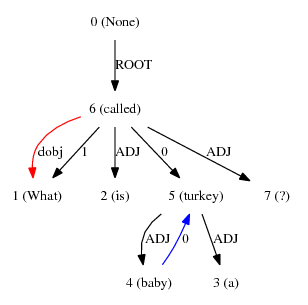 0 (None)
ROOT
6 (called)
dobj 1 ADJ 0 ADJ
1 (What) 2 (is) 5 (turkey) 7 (?)
ADJ 0 ADJ
4 (baby) 3 (a)